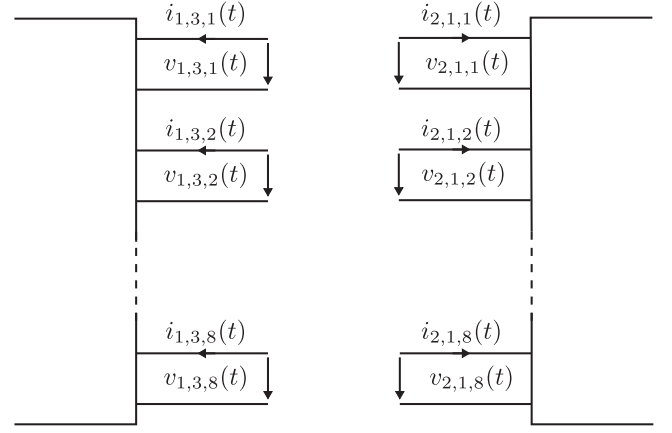 i_{1,3,1}(t) i_{2,1,1}(t)
v_{1,3,1}(t) v_{2,1,1}(t)
i_{1,3,2}(t) i_{2,1,2}(t)
v_{1,3,2}(t) v_{2,1,2}(t)
i_{1,3,8}(t) i_{2,1,8}(t)
v_{1,3,8}(t) v_{2,1,8}(t)